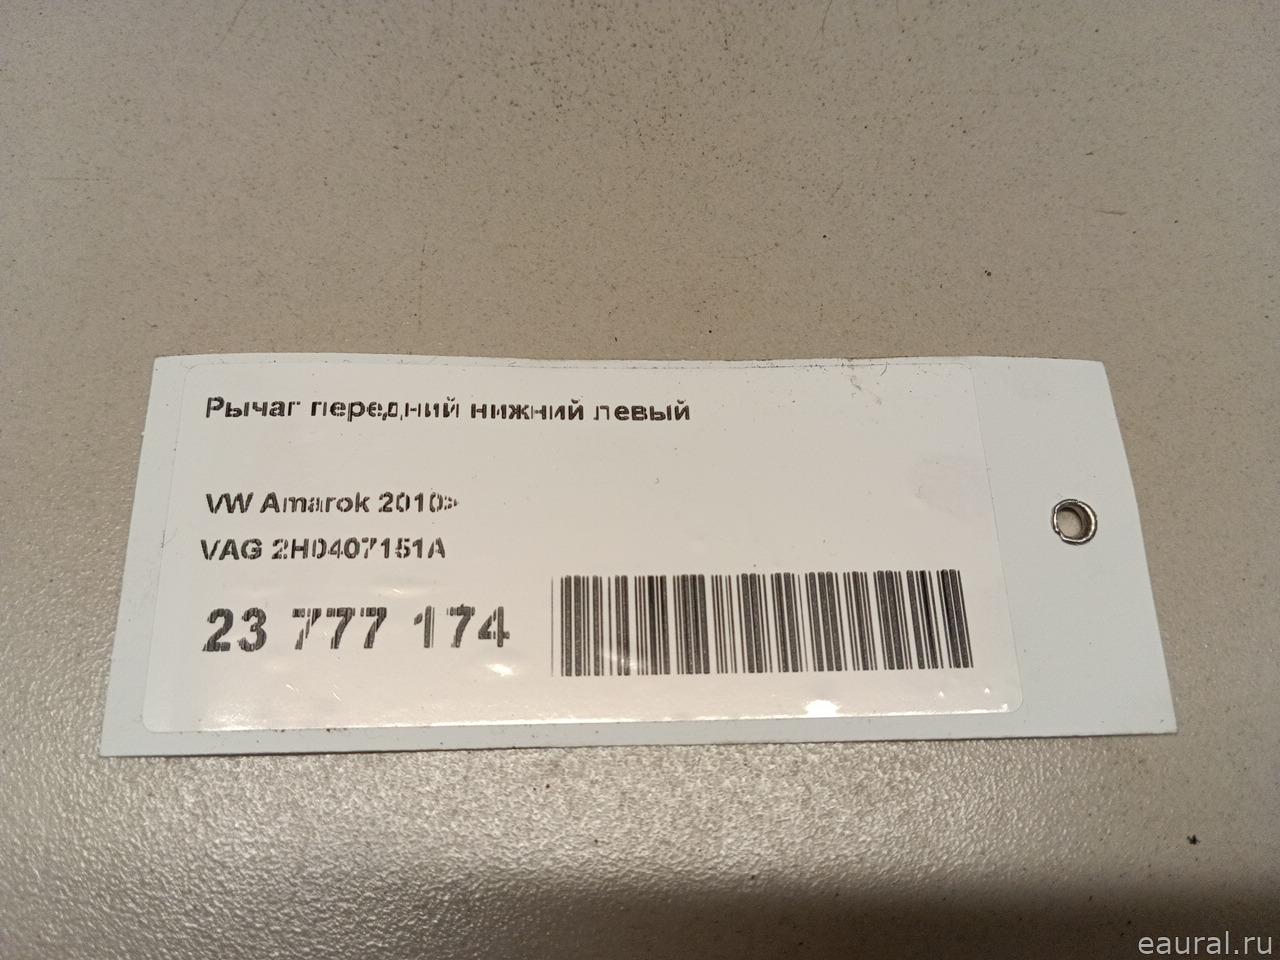 Рычаг передний нижний левый
VW Amarok 2010>
VAG 2H0407151A
23 777 174
eaural.ru